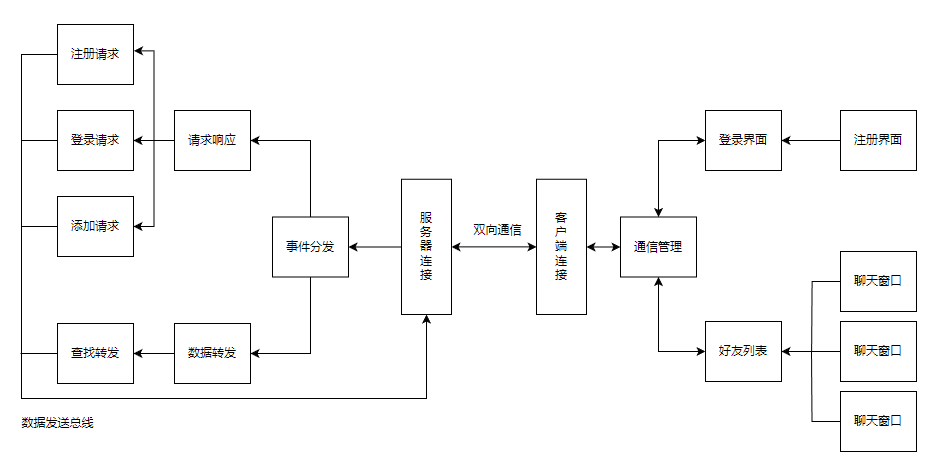 注册请求
登录请求
请求响应
添加请求
事件分发
服务器连接
双向通信
客户端连接
通信管理
登录界面
注册界面
查找转发
数据转发
好友列表
聊天窗口
聊天窗口
聊天窗口
数据发送总线